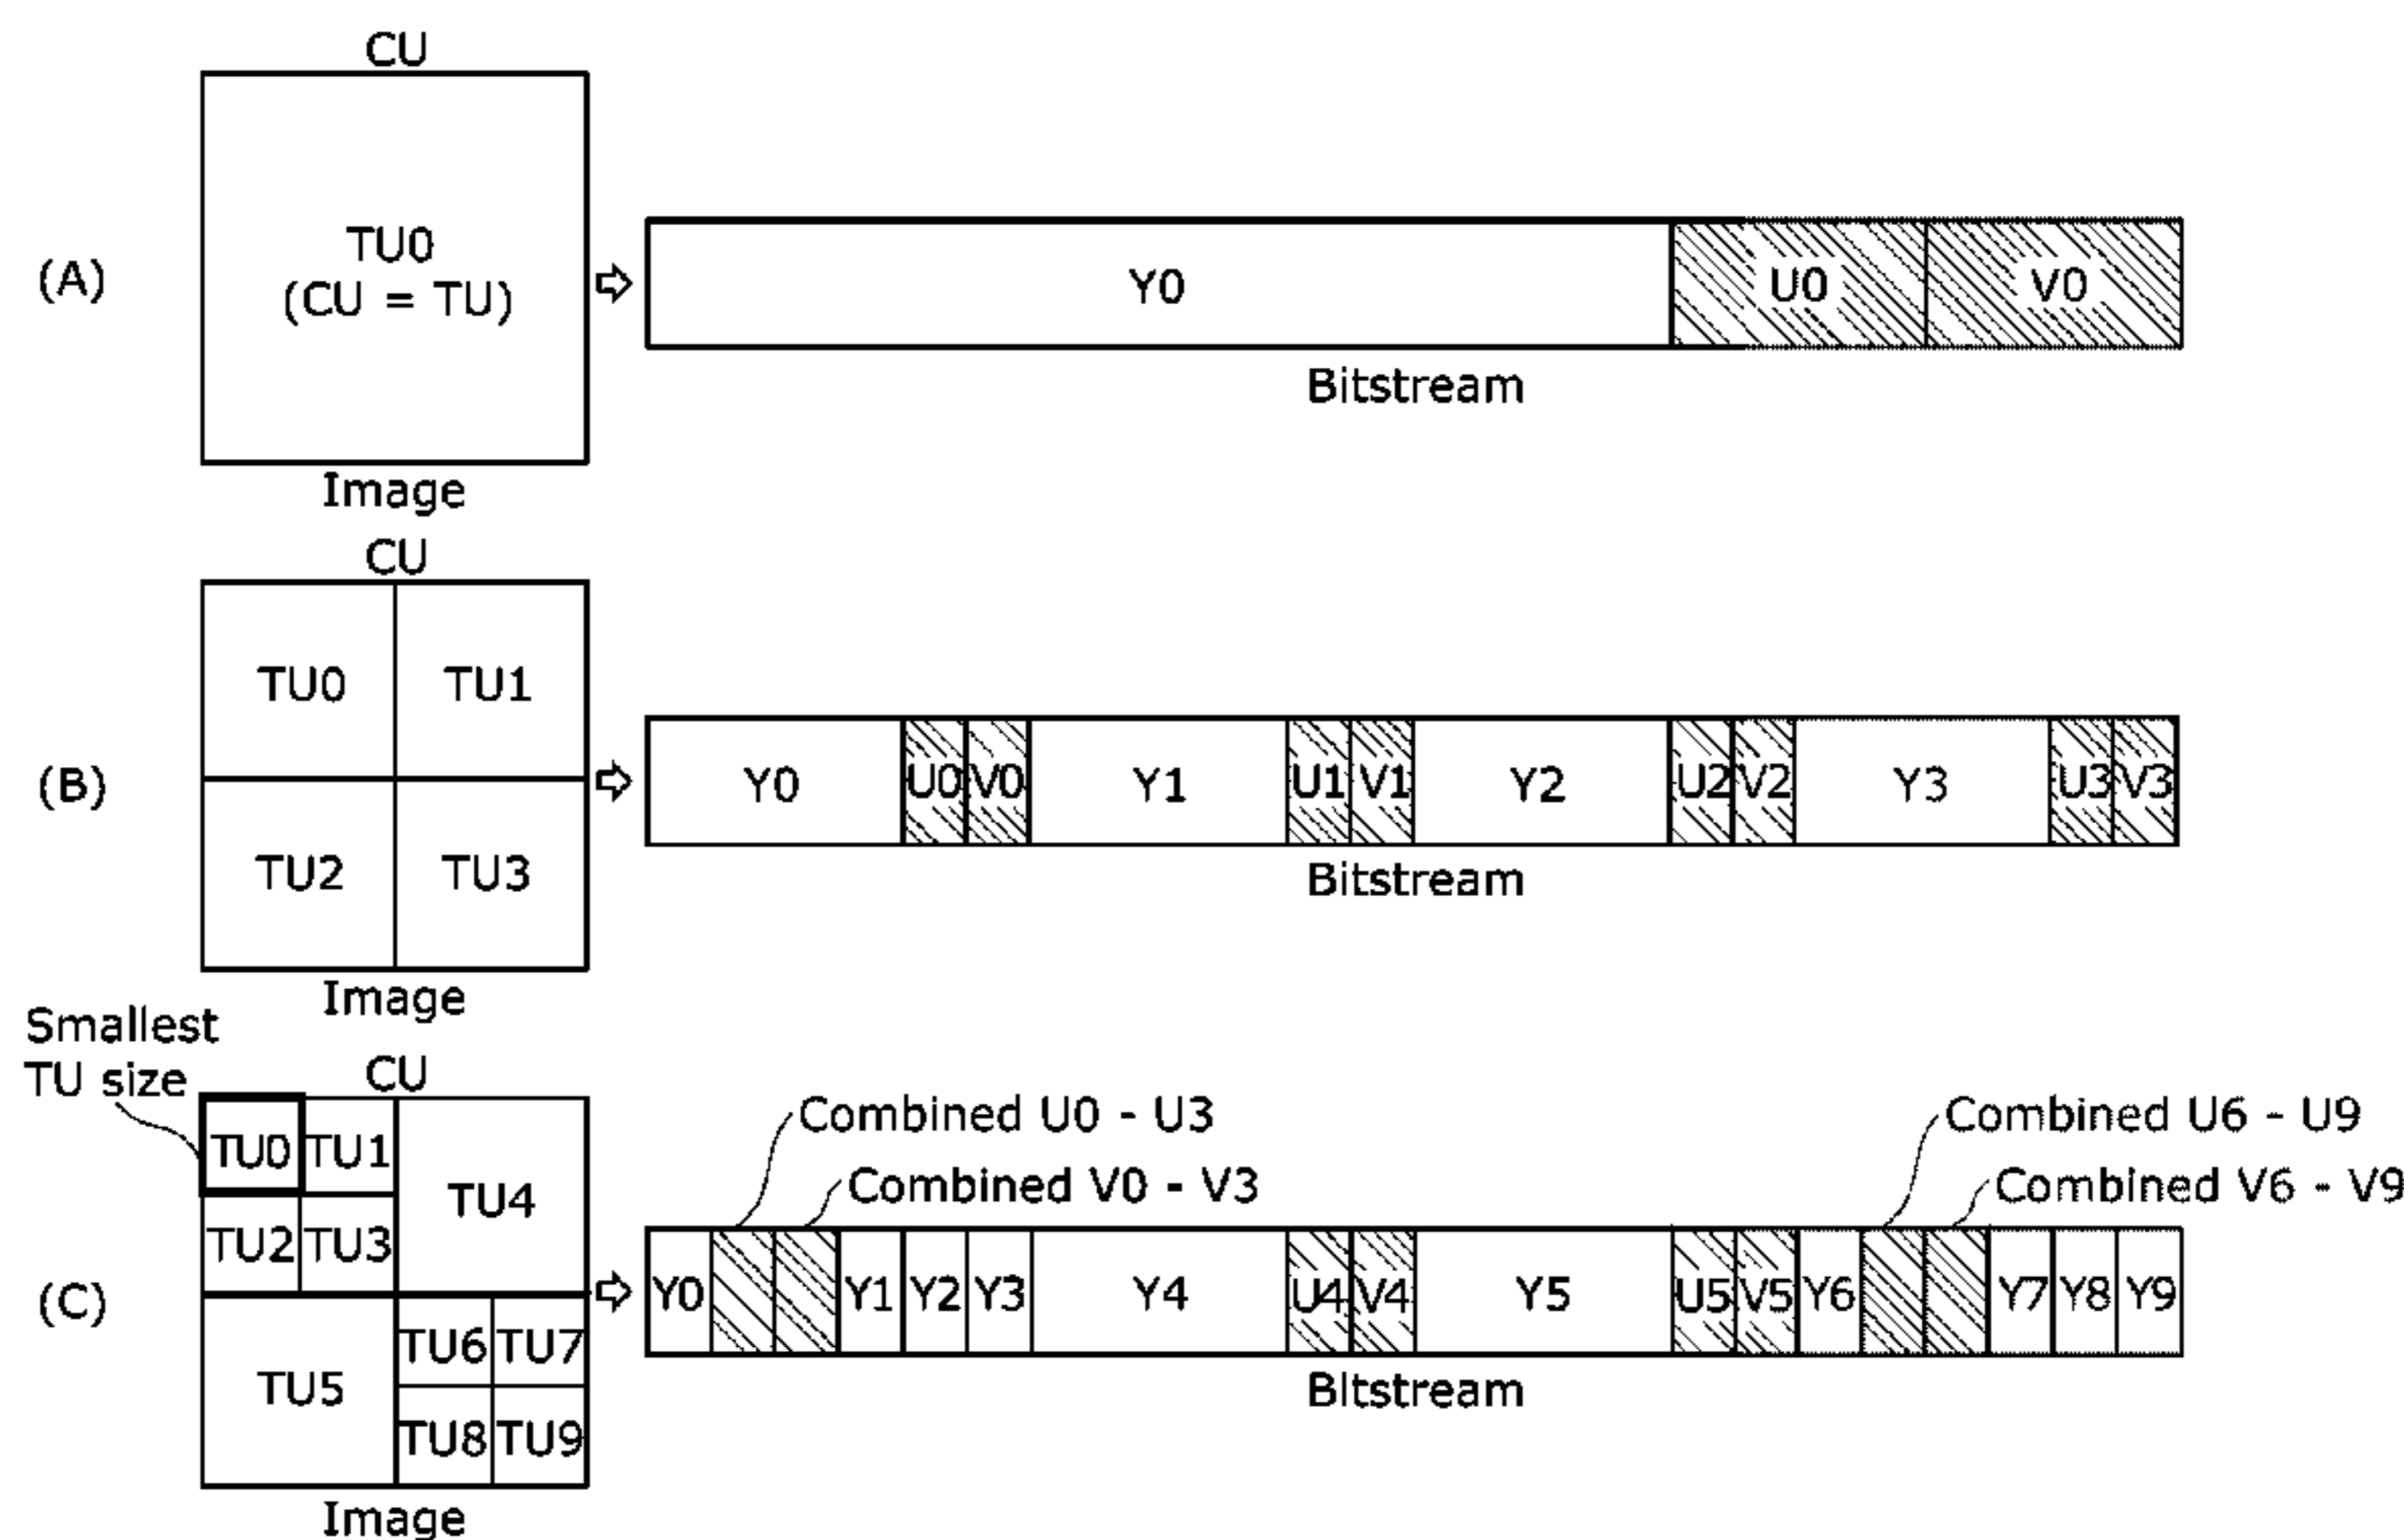 CU
(A)
TU0
(CU = TU)
Y0
U0
V0
Bitstream
Image
CU
(B)
TU0
TU1
TU2
TU3
Y0
U0
V0
Y1
U1
V1
Y2
U2
V2
Y3
U3
V3
Bitstream
Image
Smallest
TU size
CU
(C)
TU0
TU1
TU2
TU3
TU4
TU5
TU6
TU7
TU8
TU9
Combined U0 - U3
Combined V0 - V3
Combined U6 - U9
Combined V6 - V9
Y0
Y1
Y2
Y3
Y4
U4
V4
Y5
U5
V5
Y6
Y7
Y8
Y9
Bitstream
Image